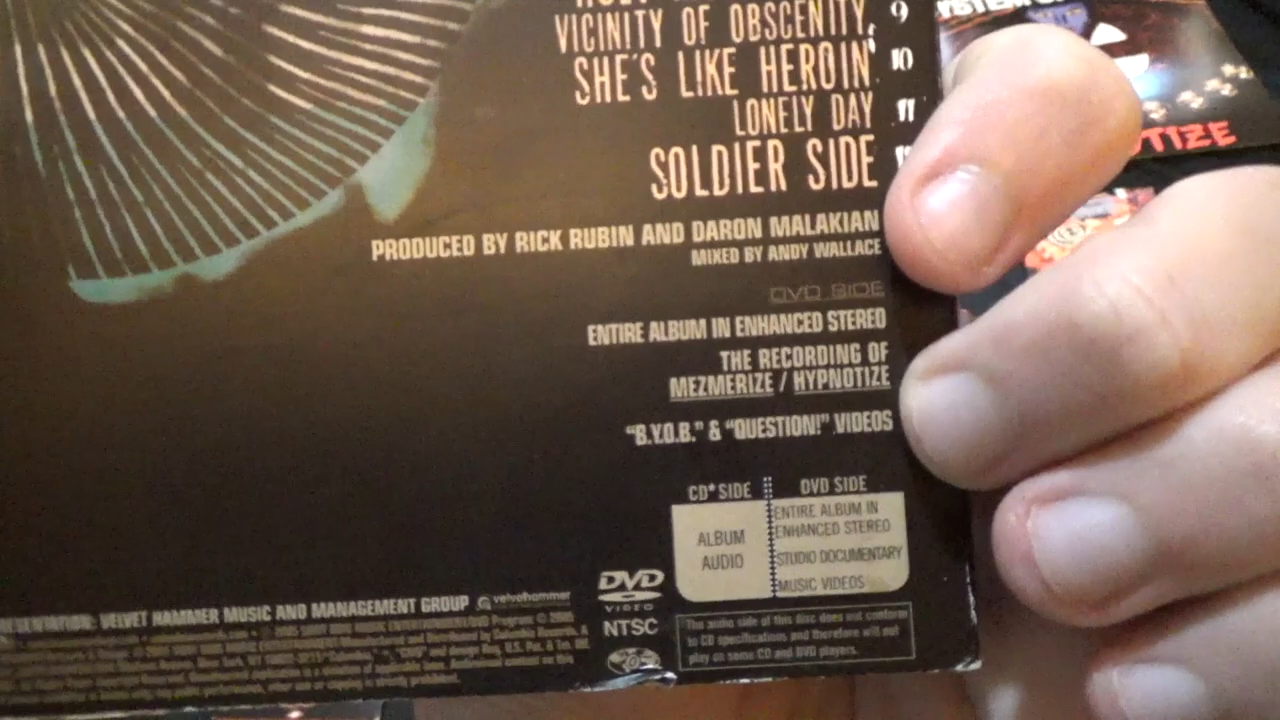 VICINITY OF OBSCENITY 9
SHE'S LIKE HEROIN 10
LONELY DAY 11
SOLDIER SIDE
PRODUCED BY RICK RUBIN AND DARON MALAKIAN
MIXED BY ANDY WALLACE
DVD SIDE
ENTIRE ALBUM IN ENHANCED STEREO
THE RECORDING OF
MEZMERIZE / HYPNOTIZE
"B.Y.O.B." & "QUESTION!" VIDEOS
CD* SIDE DVD SIDE
ALBUM
AUDIO
ENTIRE ALBUM IN
ENHANCED STEREO
STUDIO DOCUMENTARY
MUSIC VIDEOS
VELVET HAMMER MUSIC AND MANAGEMENT GROUP velvethammer
DVD
VIDEO
NTSC
The audio side of this disc does not conform
to CD specifications and therefore will not
play on some CD and DVD players.
SYSTEM
TIZE